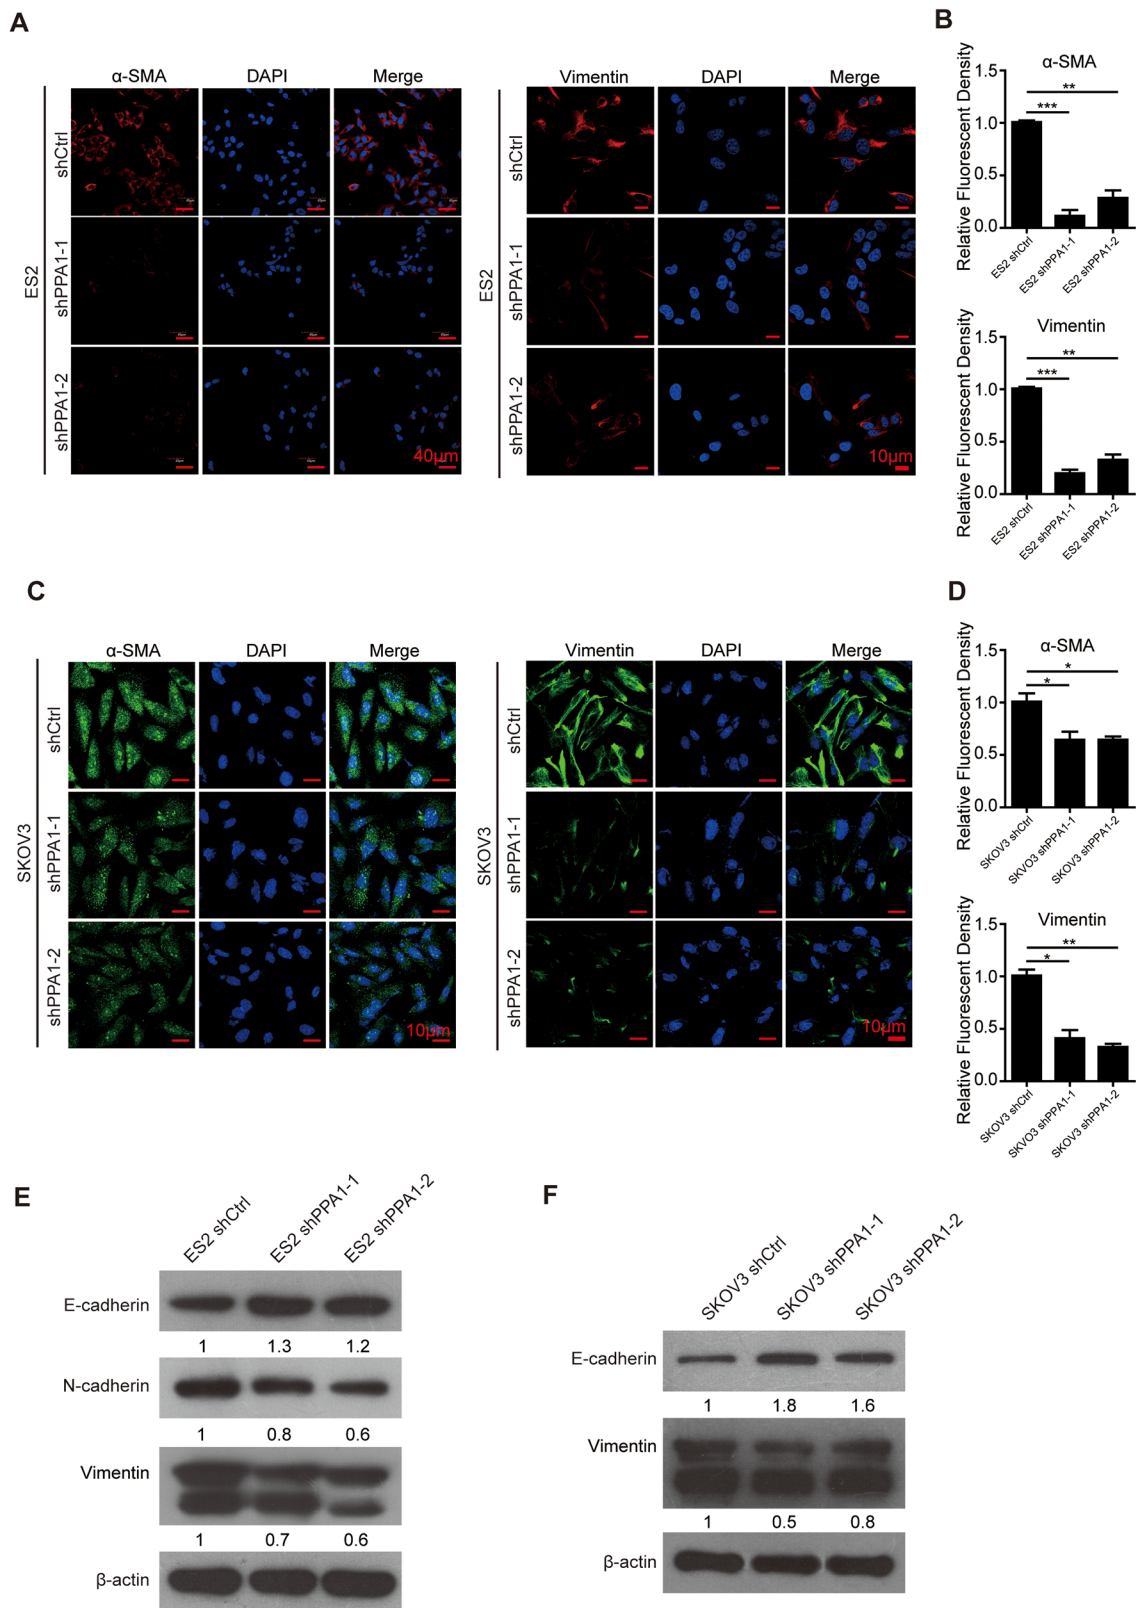 A
α-SMA DAPI Merge
Vimentin DAPI Merge
ES2
shCtrl
shPPA1-1
shPPA1-2
40μm
ES2
shCtrl
shPPA1-1
shPPA1-2
10μm
B
α-SMA
Relative Fluorescent Density
1.5
1.0
0.5
0.0
***
**
ES2 shCtrl
ES2 shPPA1-1
ES2 shPPA1-2
Vimentin
Relative Fluorescent Density
1.5
1.0
0.5
0.0
***
**
ES2 shCtrl
ES2 shPPA1-1
ES2 shPPA1-2
C
α-SMA DAPI Merge
Vimentin DAPI Merge
SKOV3
shCtrl
shPPA1-1
shPPA1-2
10μm
SKOV3
shCtrl
shPPA1-1
shPPA1-2
10μm
D
α-SMA
Relative Fluorescent Density
1.5
1.0
0.5
0.0
*
*
SKOV3 shCtrl
SKVO3 shPPA1-1
SKOV3 shPPA1-2
Vimentin
Relative Fluorescent Density
1.5
1.0
0.5
0.0
*
**
SKOV3 shCtrl
SKVO3 shPPA1-1
SKOV3 shPPA1-2
E
ES2 shCtrl
ES2 shPPA1-1
ES2 shPPA1-2
E-cadherin
1 1.3 1.2
N-cadherin
1 0.8 0.6
Vimentin
1 0.7 0.6
β-actin
F
SKOV3 shCtrl
SKOV3 shPPA1-1
SKOV3 shPPA1-2
E-cadherin
1 1.8 1.6
Vimentin
1 0.5 0.8
β-actin